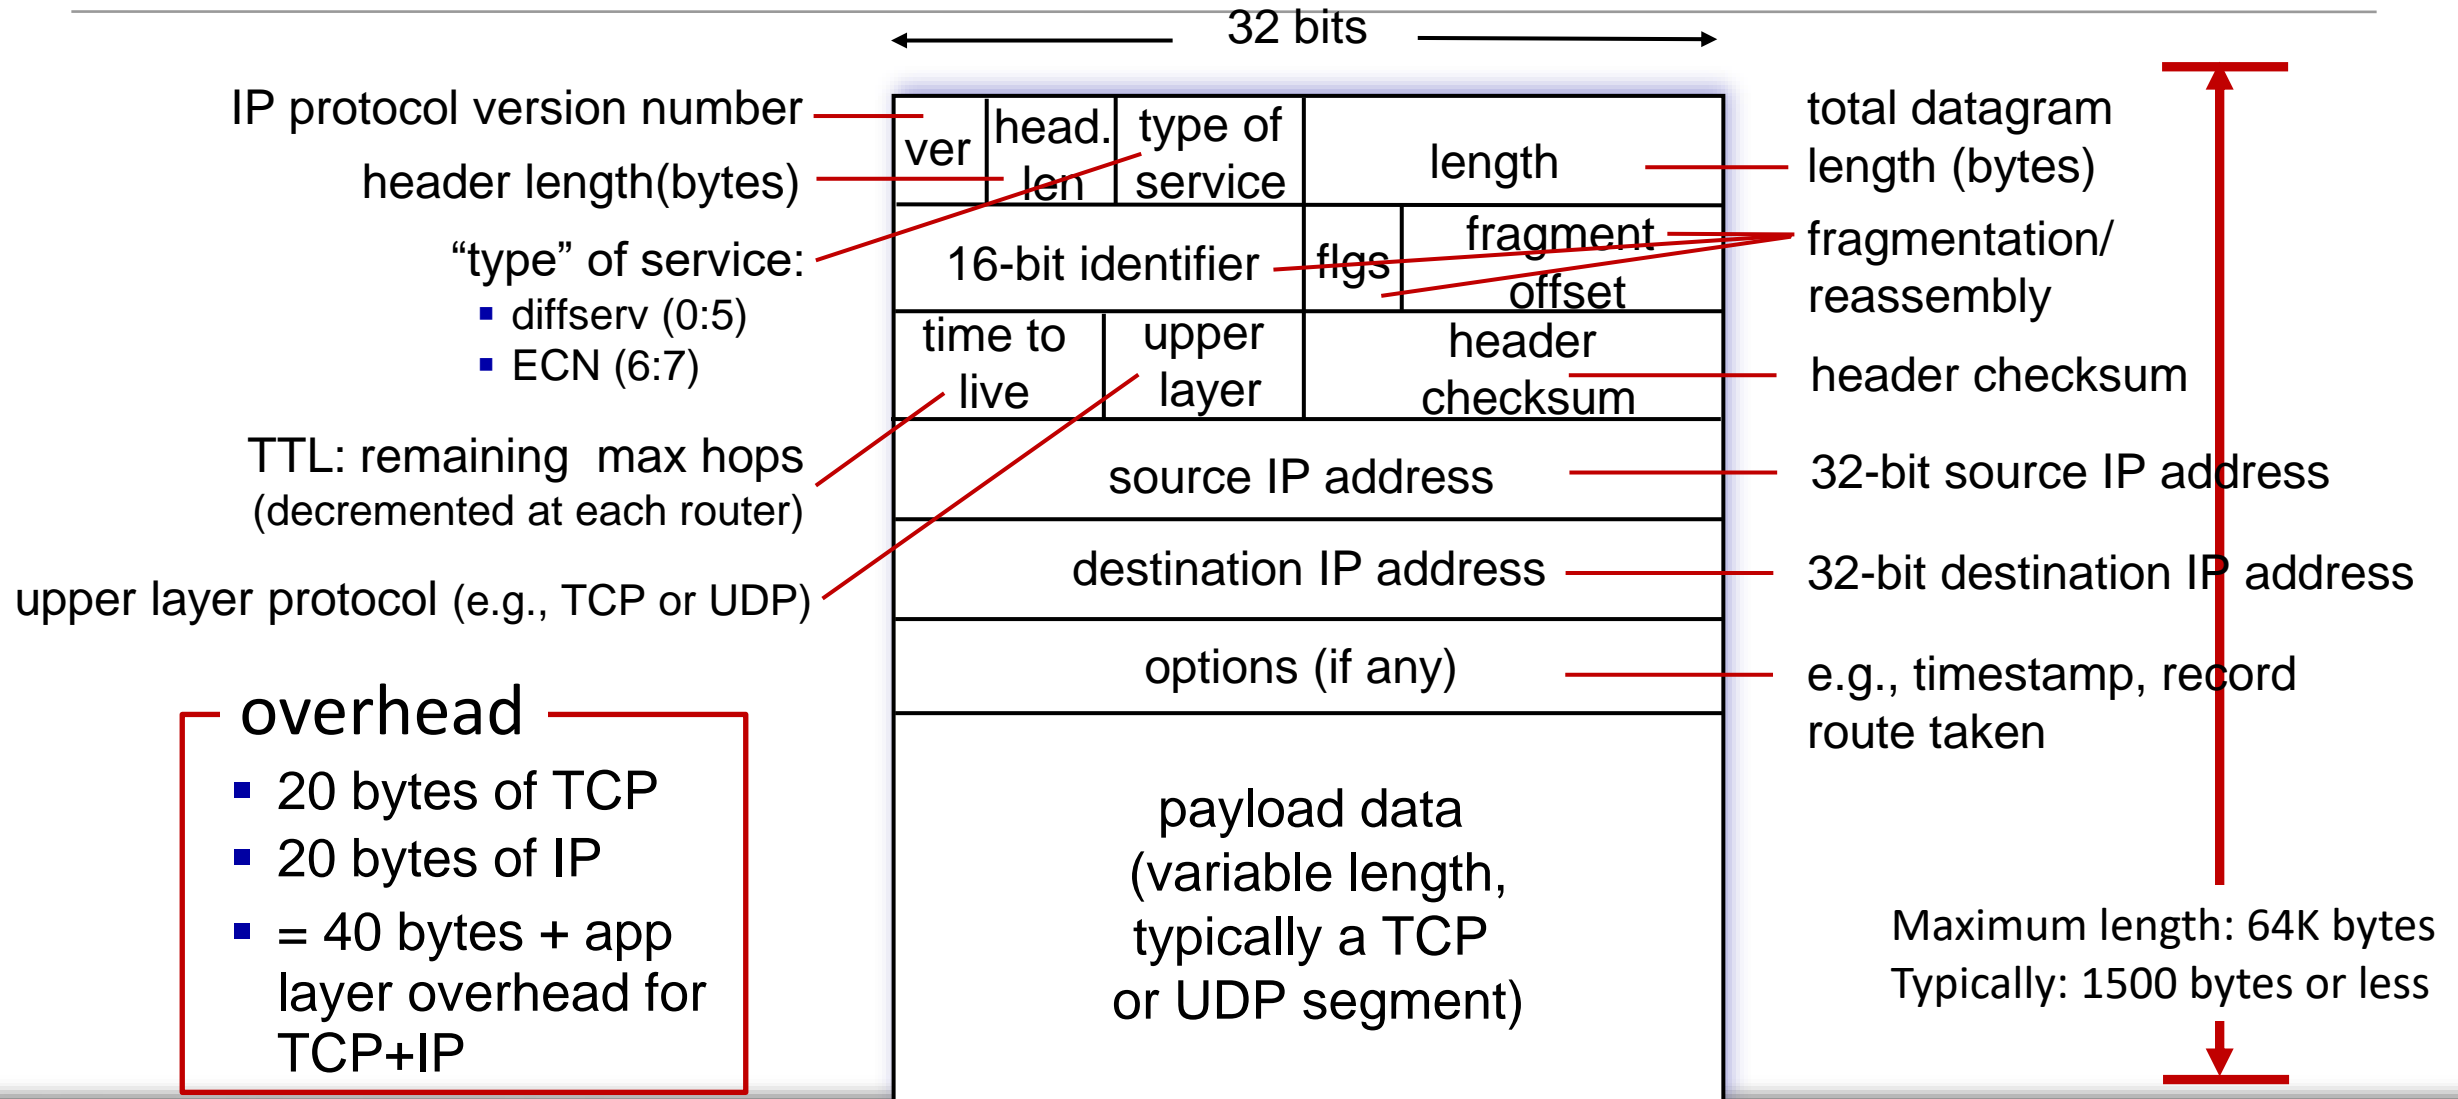 32 bits
IP protocol version number
header length(bytes)
“type” of service:
▪ diffserv (0:5)
▪ ECN (6:7)
TTL: remaining  max hops
(decremented at each router)
upper layer protocol (e.g., TCP or UDP)
overhead
▪ 20 bytes of TCP
▪ 20 bytes of IP
▪ = 40 bytes + app
layer overhead for
TCP+IP
ver
head.
len
type of
service
length
16-bit identifier
flgs
fragment
offset
time to
live
upper
layer
header
checksum
source IP address
destination IP address
options (if any)
payload data
(variable length,
typically a TCP
or UDP segment)
total datagram
length (bytes)
fragmentation/
reassembly
header checksum
32-bit source IP address
32-bit destination IP address
e.g., timestamp, record
route taken
Maximum length: 64K bytes
Typically: 1500 bytes or less